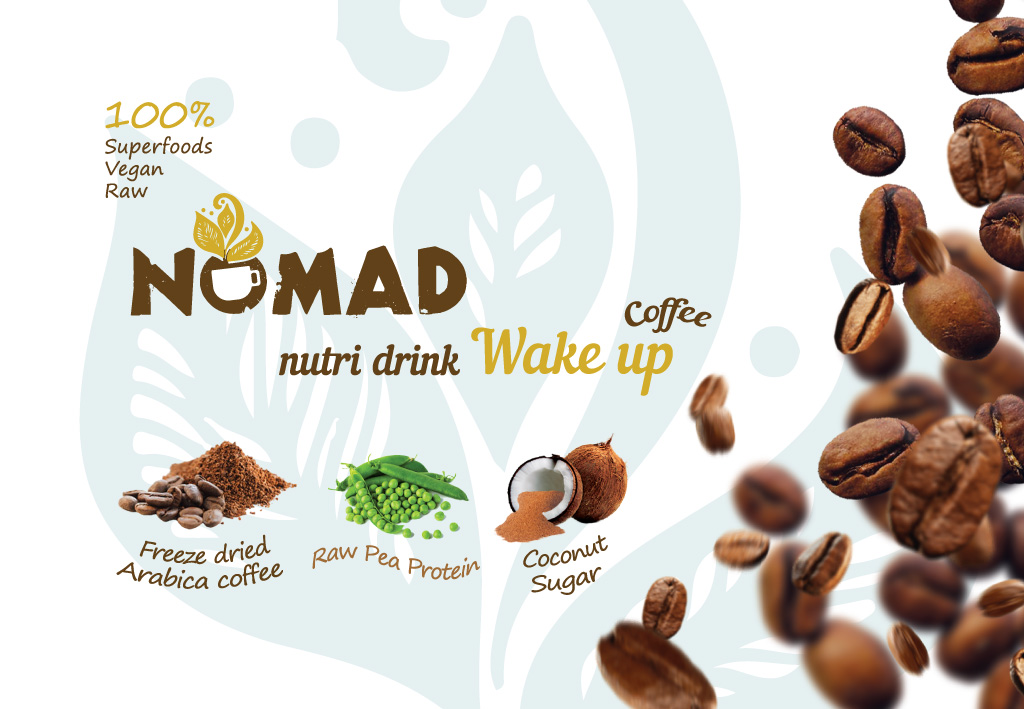 100%
Superfoods
Vegan
Raw
NOMAD
nutri drink Wake up
Coffee
Freeze dried
Arabica coffee
Raw Pea Protein
Coconut
Sugar